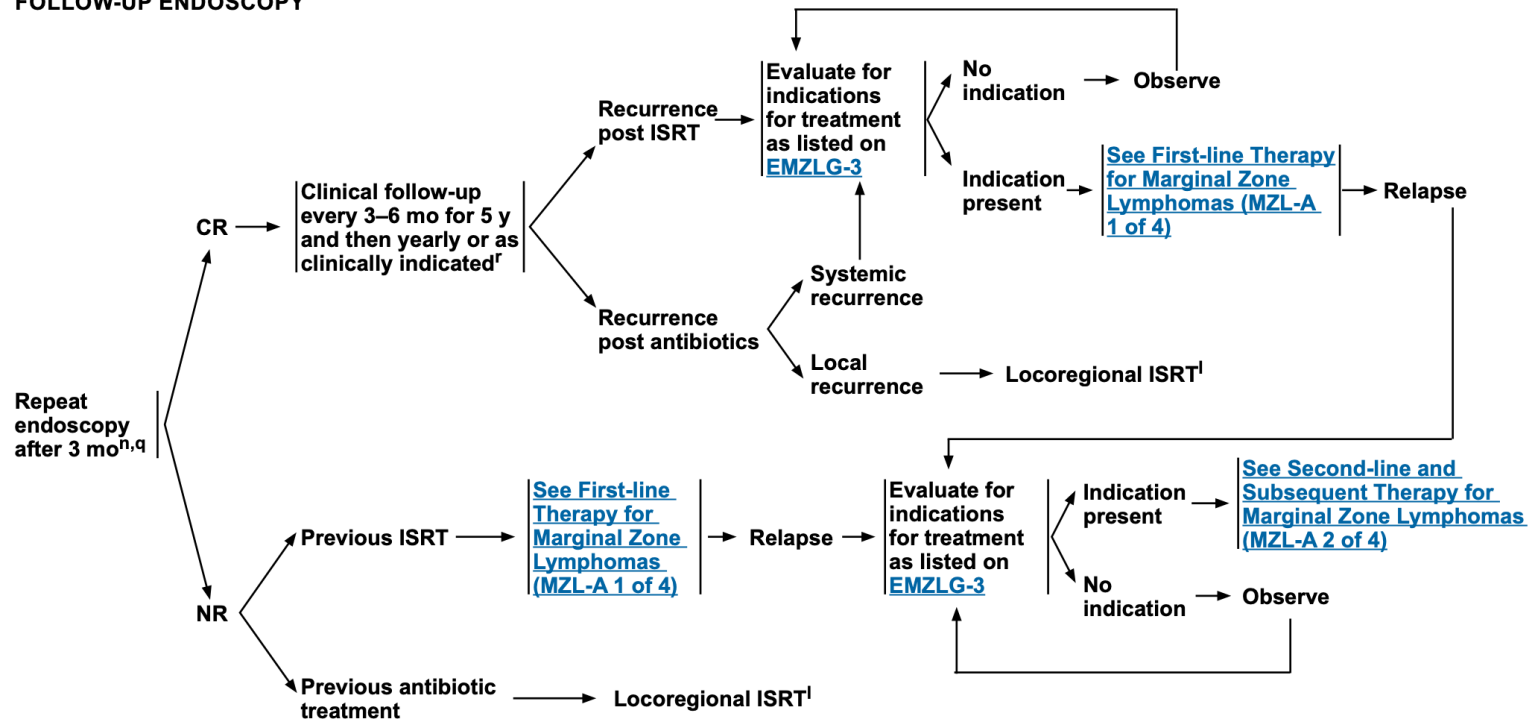 FOLLOW-UP ENDOSCOPY
Repeat
endoscopy
after 3 mon,q
CR
Clinical follow-up
every 3–6 mo for 5 y
and then yearly or as
clinically indicatedr
Recurrence
post ISRT
Evaluate for
indications
for treatment
as listed on
EMZLG-3
No
indication
Observe
Indication
present
See First-line Therapy
for Marginal Zone
Lymphomas (MZL-A
1 of 4)
Relapse
Recurrence
post antibiotics
Systemic
recurrence
Local
recurrence
Locoregional ISRTl
NR
Previous ISRT
See First-line
Therapy for
Marginal Zone
Lymphomas
(MZL-A 1 of 4)
Relapse
Evaluate for
indications
for treatment
as listed on
EMZLG-3
Indication
present
See Second-line and
Subsequent Therapy for
Marginal Zone Lymphomas
(MZL-A 2 of 4)
No
indication
Observe
Previous antibiotic
treatment
Locoregional ISRTl